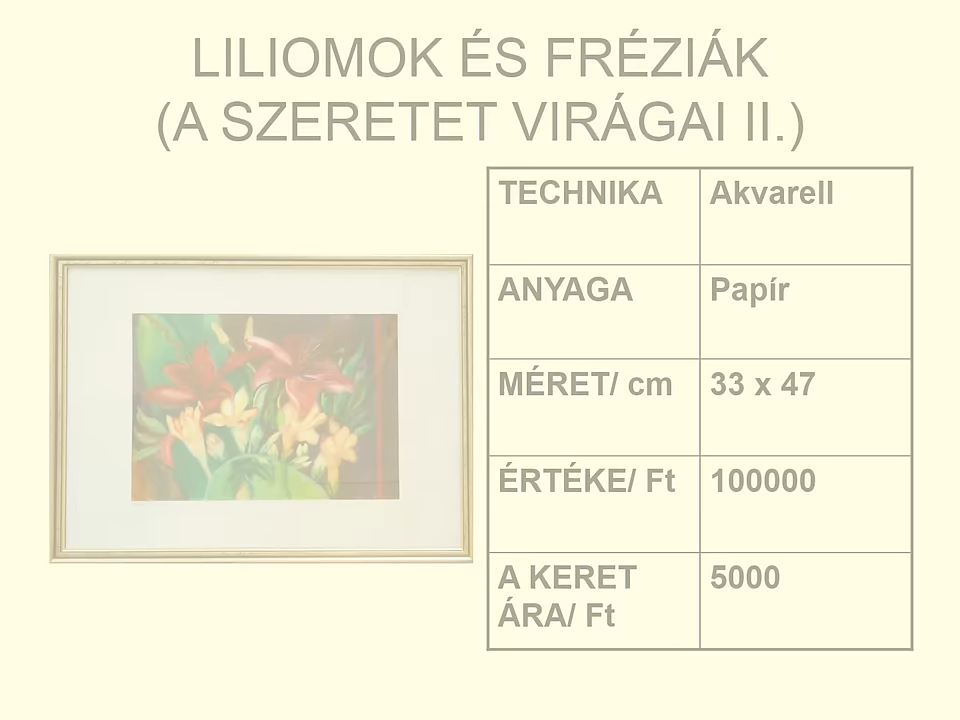 LILIOMOK ÉS FRÉZIÁK
(A SZERETET VIRÁGAI II.)
TECHNIKA Akvarell
ANYAGA Papír
MÉRET/ cm 33 x 47
ÉRTÉKE/ Ft 100000
A KERET 5000
ÁRA/ Ft